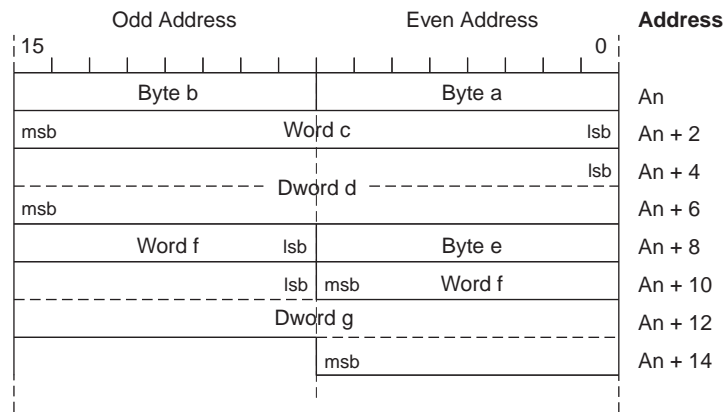 Odd Address Even Address Address
15 0
Byte b Byte a An
msb Word c lsb An + 2
lsb An + 4
Dword d
msb An + 6
Word f lsb Byte e An + 8
lsb msb Word f An + 10
Dword g An + 12
msb An + 14